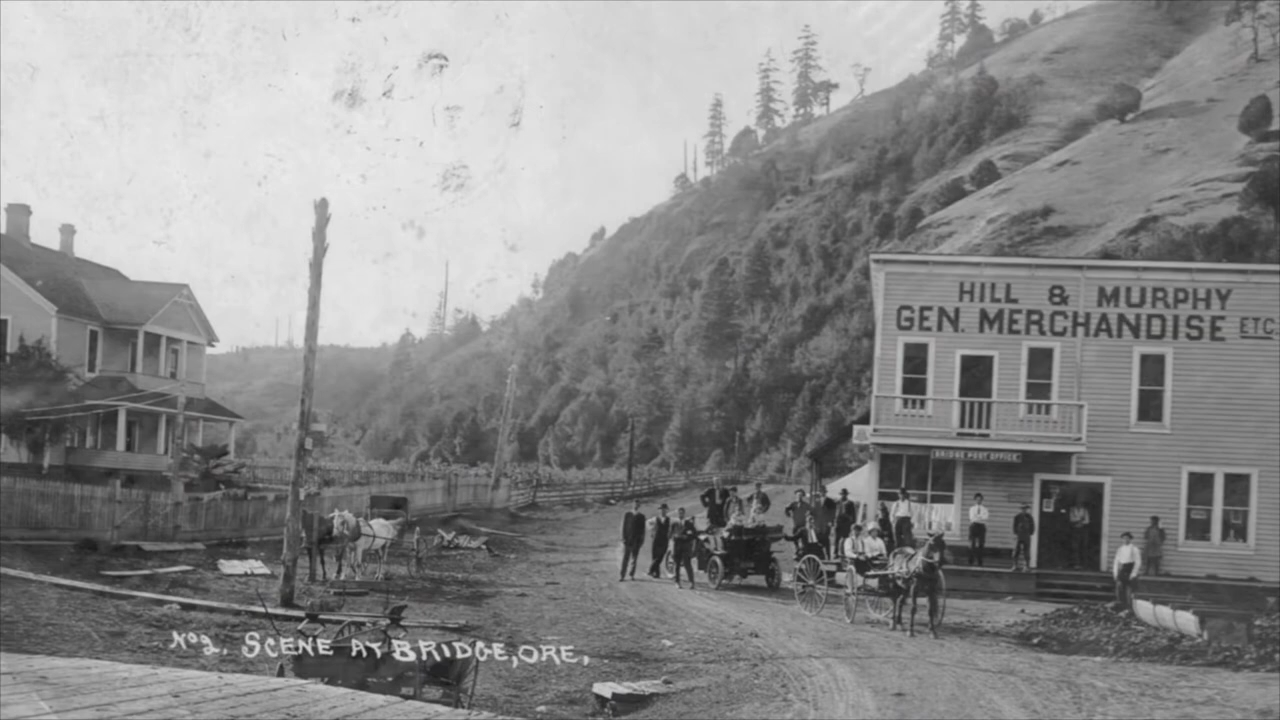 HILL & MURPHY
GEN. MERCHANDISE ETC
BRIDGE POST OFFICE
No2. SCENE AT BRIDGE, ORE,